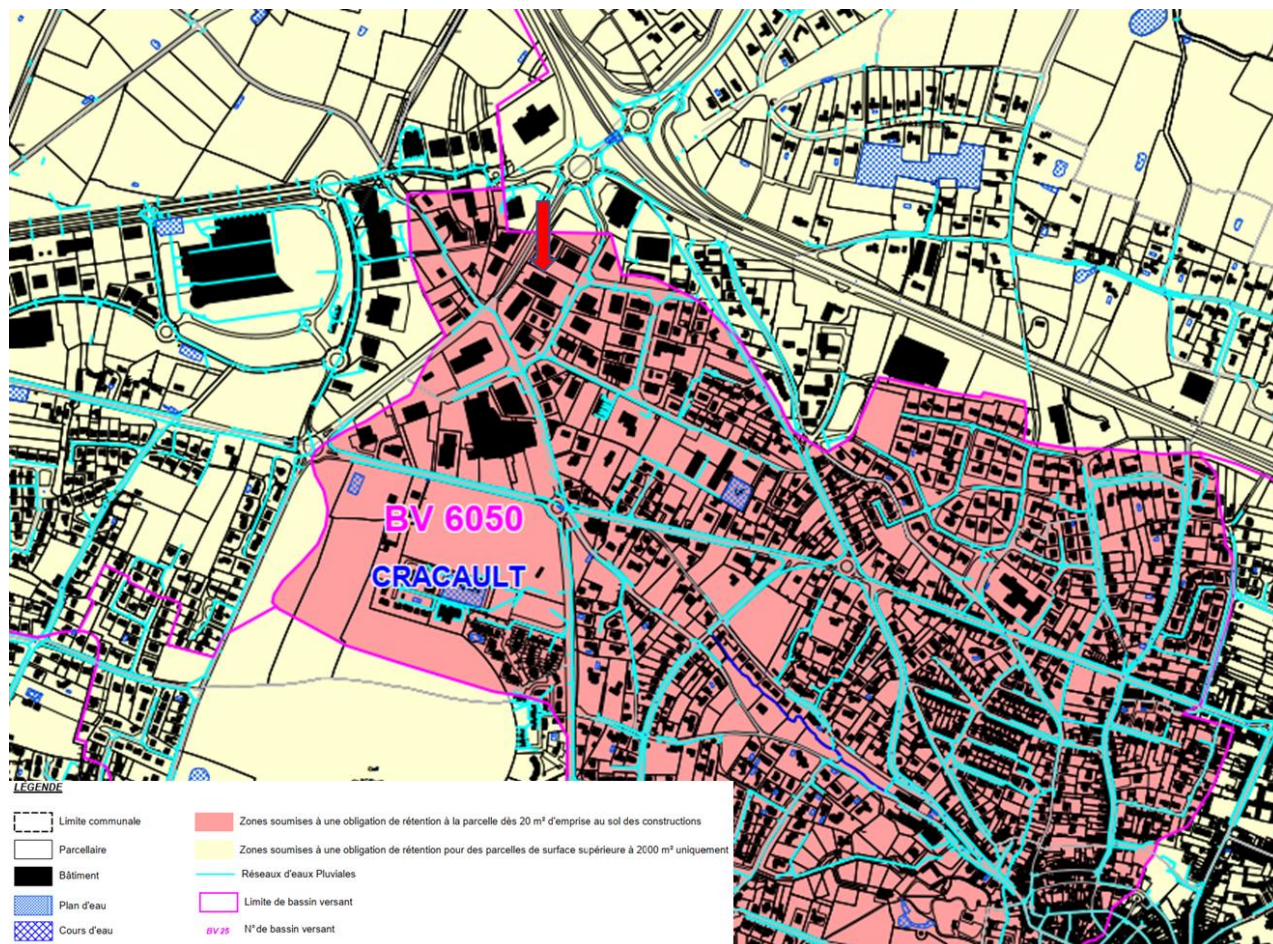 BV 6050
CRACAULT
LÉGENDE
Limite communale
Parcellaire
Bâtiment
Plan d'eau
Cours d'eau
Zones soumises à une obligation de rétention à la parcelle dès 20 m² d'emprise au sol des constructions
Zones soumises à une obligation de rétention pour des parcelles de surface supérieure à 2000 m² uniquement
Réseaux d'eaux Pluviales
Limite de bassin versant
BV 25 N° de bassin versant